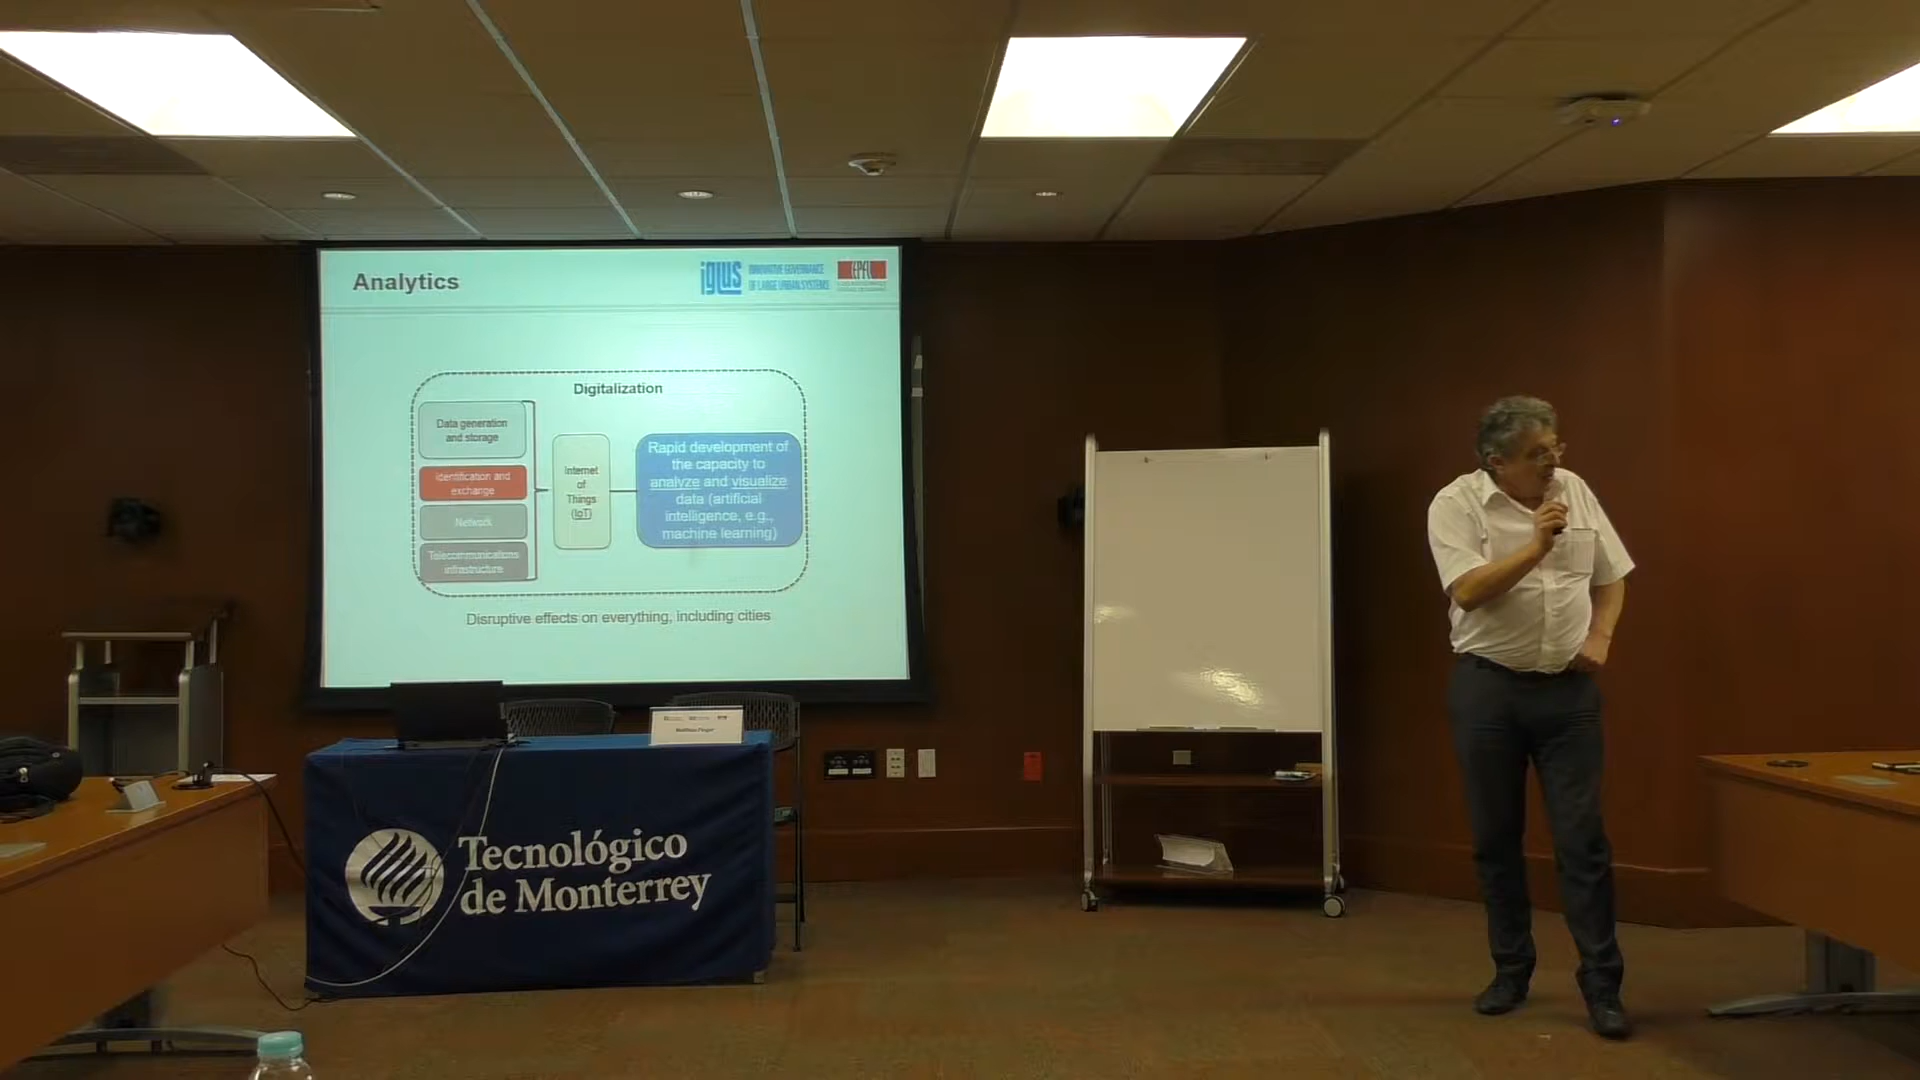 Analytics
iglus
INNOVATIVE GOVERNANCE
OF LARGE URBAN SYSTEMS
EPFL
Digitalization
Data generation
and storage
Identification and
exchange
Network
Telecommunications
infrastructure
Internet
of
Things
(IoT)
Rapid development of
the capacity to
analyze and visualize
data (artificial
intelligence, e.g.,
machine learning)
Disruptive effects on everything, including cities
Tecnológico
de Monterrey